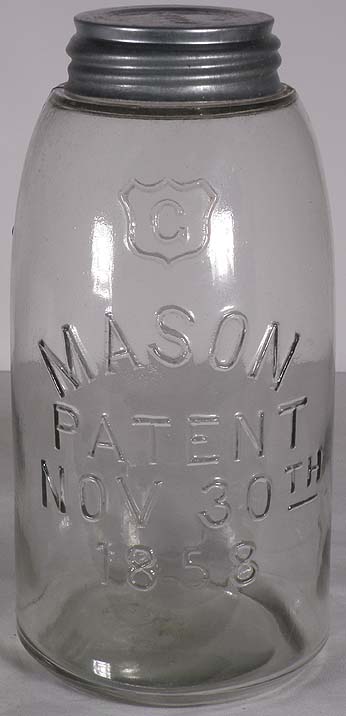 C
MASON
PATENT
NOV 30TH
1858